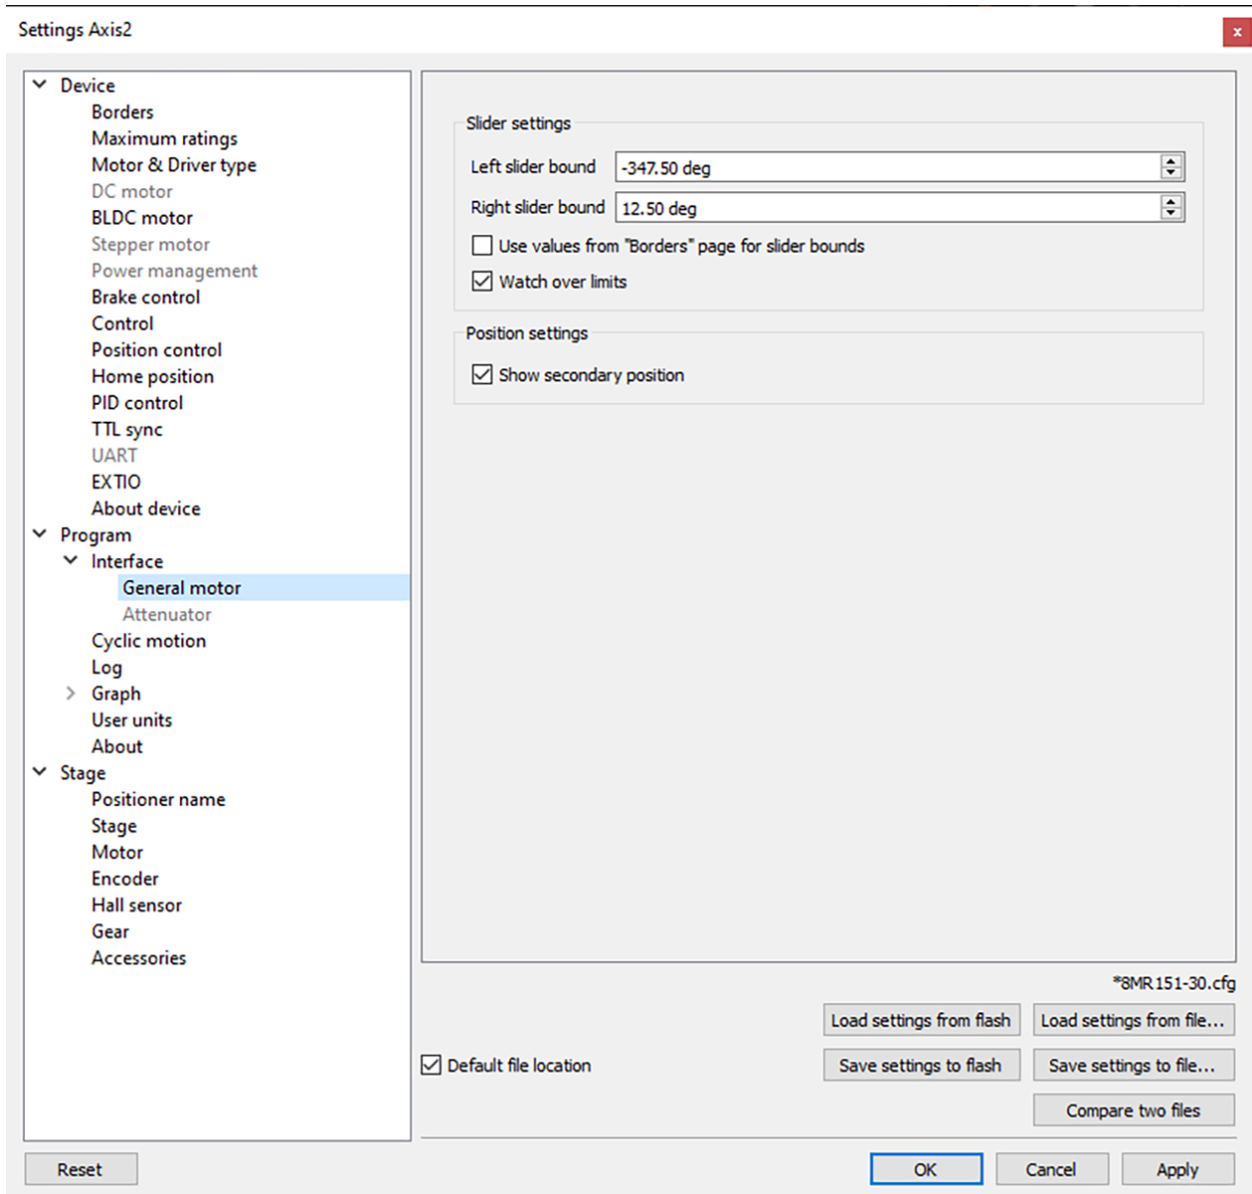 Settings Axis2
x
Device
Borders
Maximum ratings
Motor & Driver type
DC motor
BLDC motor
Stepper motor
Power management
Brake control
Control
Position control
Home position
PID control
TTL sync
UART
EXTIO
About device
Program
Interface
General motor
Attenuator
Cyclic motion
Log
Graph
User units
About
Stage
Positioner name
Stage
Motor
Encoder
Hall sensor
Gear
Accessories
Slider settings
Left slider bound -347.50 deg
Right slider bound 12.50 deg
Use values from "Borders" page for slider bounds
Watch over limits
Position settings
Show secondary position
*8MR151-30.cfg
Load settings from flash Load settings from file...
Default file location Save settings to flash Save settings to file...
Compare two files
Reset OK Cancel Apply